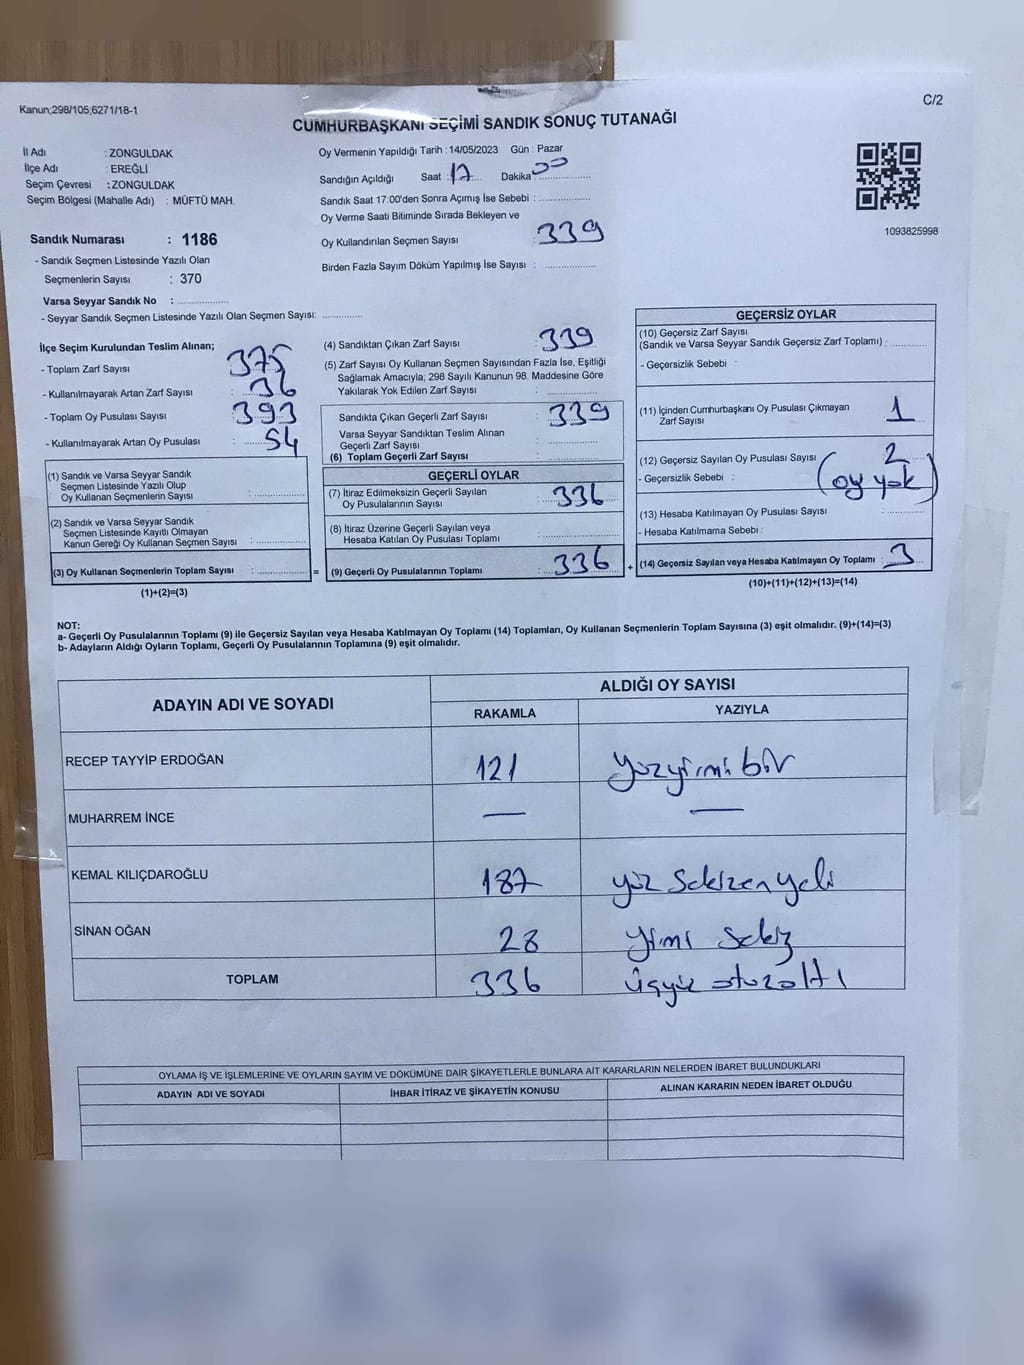 Kanun;298/105;6271/18-1
C/2
CUMHURBAŞKANI SEÇİMİ SANDIK SONUÇ TUTANAĞI
İl Adı : ZONGULDAK
İlçe Adı : EREĞLİ
Seçim Çevresi : ZONGULDAK
Seçim Bölgesi (Mahalle Adı) : MÜFTÜ MAH.
Sandık Numarası : 1186
- Sandık Seçmen Listesinde Yazılı Olan
Seçmenlerin Sayısı : 370
Varsa Seyyar Sandık No :
- Seyyar Sandık Seçmen Listesinde Yazılı Olan Seçmen Sayısı:
Oy Vermenin Yapıldığı Tarih : 14/05/2023 Gün : Pazar
Sandığın Açıldığı Saat : 17 Dakika : 00
Sandık Saat 17:00'den Sonra Açımış İse Sebebi :
Oy Verme Saati Bitiminde Sırada Bekleyen ve
Oy Kullandırılan Seçmen Sayısı : 339
Birden Fazla Sayım Döküm Yapılmış İse Sayısı :
1093825998
İlçe Seçim Kurulundan Teslim Alınan;
- Toplam Zarf Sayısı : 375
- Kullanılmayarak Artan Zarf Sayısı : 36
- Toplam Oy Pusulası Sayısı : 393
- Kullanılmayarak Artan Oy Pusulası : 54
(1) Sandık ve Varsa Seyyar Sandık
Seçmen Listesinde Yazılı Olup
Oy Kullanan Seçmenlerin Sayısı :
(2) Sandık ve Varsa Seyyar Sandık
Seçmen Listesinde Kayıtlı Olmayan
Kanun Gereği Oy Kullanan Seçmen Sayısı :
(3) Oy Kullanan Seçmenlerin Toplam Sayısı : =
(1)+(2)=(3)
(4) Sandıktan Çıkan Zarf Sayısı : 339
(5) Zarf Sayısı Oy Kullanan Seçmen Sayısından Fazla İse, Eşitliği
Sağlamak Amacıyla; 298 Sayılı Kanunun 98. Maddesine Göre
Yakılarak Yok Edilen Zarf Sayısı :
Sandıkta Çıkan Geçerli Zarf Sayısı : 339
Varsa Seyyar Sandıktan Teslim Alınan
Geçerli Zarf Sayısı :
(6) Toplam Geçerli Zarf Sayısı :
GEÇERLİ OYLAR
(7) İtiraz Edilmeksizin Geçerli Sayılan
Oy Pusulalarının Sayısı : 336
(8) İtiraz Üzerine Geçerli Sayılan veya
Hesaba Katılan Oy Pusulası Toplamı :
(9) Geçerli Oy Pusulalarının Toplamı : 336 +
GEÇERSİZ OYLAR
(10) Geçersiz Zarf Sayısı
(Sandık ve Varsa Seyyar Sandık Geçersiz Zarf Toplamı) :
- Geçersizlik Sebebi :
(11) İçinden Cumhurbaşkanı Oy Pusulası Çıkmayan
Zarf Sayısı : 1
(12) Geçersiz Sayılan Oy Pusulası Sayısı : 2
- Geçersizlik Sebebi : (oy yok)
(13) Hesaba Katılmayan Oy Pusulası Sayısı :
- Hesaba Katılmama Sebebi :
(14) Geçersiz Sayılan veya Hesaba Katılmayan Oy Toplamı : 3
(10)+(11)+(12)+(13)=(14)
NOT:
a- Geçerli Oy Pusulalarının Toplamı (9) ile Geçersiz Sayılan veya Hesaba Katılmayan Oy Toplamı (14) Toplamları, Oy Kullanan Seçmenlerin Toplam Sayısına (3) eşit olmalıdır. (9)+(14)=(3)
b- Adayların Aldığı Oyların Toplamı, Geçerli Oy Pusulalarının Toplamına (9) eşit olmalıdır.
ADAYIN ADI VE SOYADI
ALDIĞI OY SAYISI
RAKAMLA YAZIYLA
RECEP TAYYİP ERDOĞAN 121 yüzyirmi bir
MUHARREM İNCE — —
KEMAL KILIÇDAROĞLU 187 yüz seksen yedi
SİNAN OĞAN 28 yirmi sekiz
TOPLAM 336 üçyüz otuzaltı
OYLAMA İŞ VE İŞLEMLERİNE VE OYLARIN SAYIM VE DÖKÜMÜNE DAİR ŞİKAYETLERLE BUNLARA AİT KARARLARIN NELERDEN İBARET BULUNDUKLARI
ADAYIN ADI VE SOYADI İHBAR İTİRAZ VE ŞİKAYETİN KONUSU ALINAN KARARIN NEDEN İBARET OLDUĞU